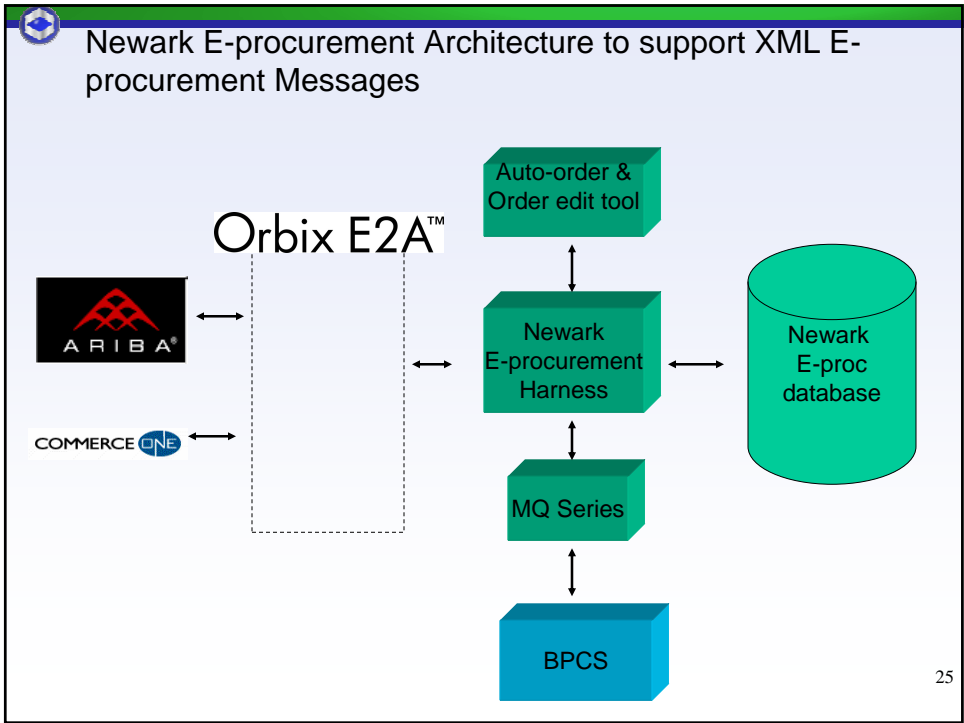 Newark E-procurement Architecture to support XML E-
procurement Messages
Auto-order &
Order edit tool
Orbix E2A™
ARIBA®
Newark
E-procurement
Harness
Newark
E-proc
database
COMMERCE ONE
MQ Series
BPCS
25